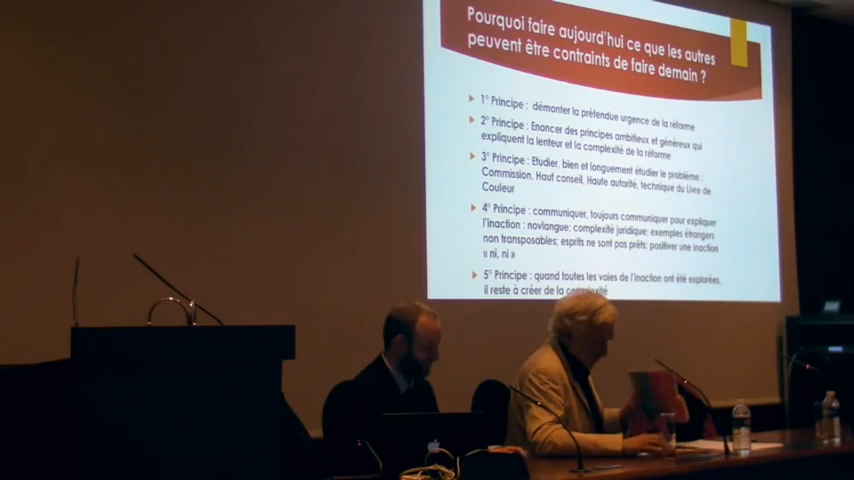 Pourquoi faire aujourd'hui ce que les autres
peuvent être contraints de faire demain ?
1° Principe : démonter la prétendue urgence de la réforme
2° Principe : Enoncer des principes ambitieux et généreux qui
expliquent la lenteur et la complexité de la réforme
3° Principe : Etudier, bien et longuement étudier le problème :
Commission, Haut conseil, Haute autorité, technique du Livre de
Couleur
4° Principe : communiquer, toujours communiquer pour expliquer
l'inaction : novlangue; complexité juridique; exemples étrangers
non transposables; esprits ne sont pas prêts; positiver une inaction
« ni, ni »
5° Principe : quand toutes les voies de l'inaction ont été explorées,
il reste à créer de la complexité